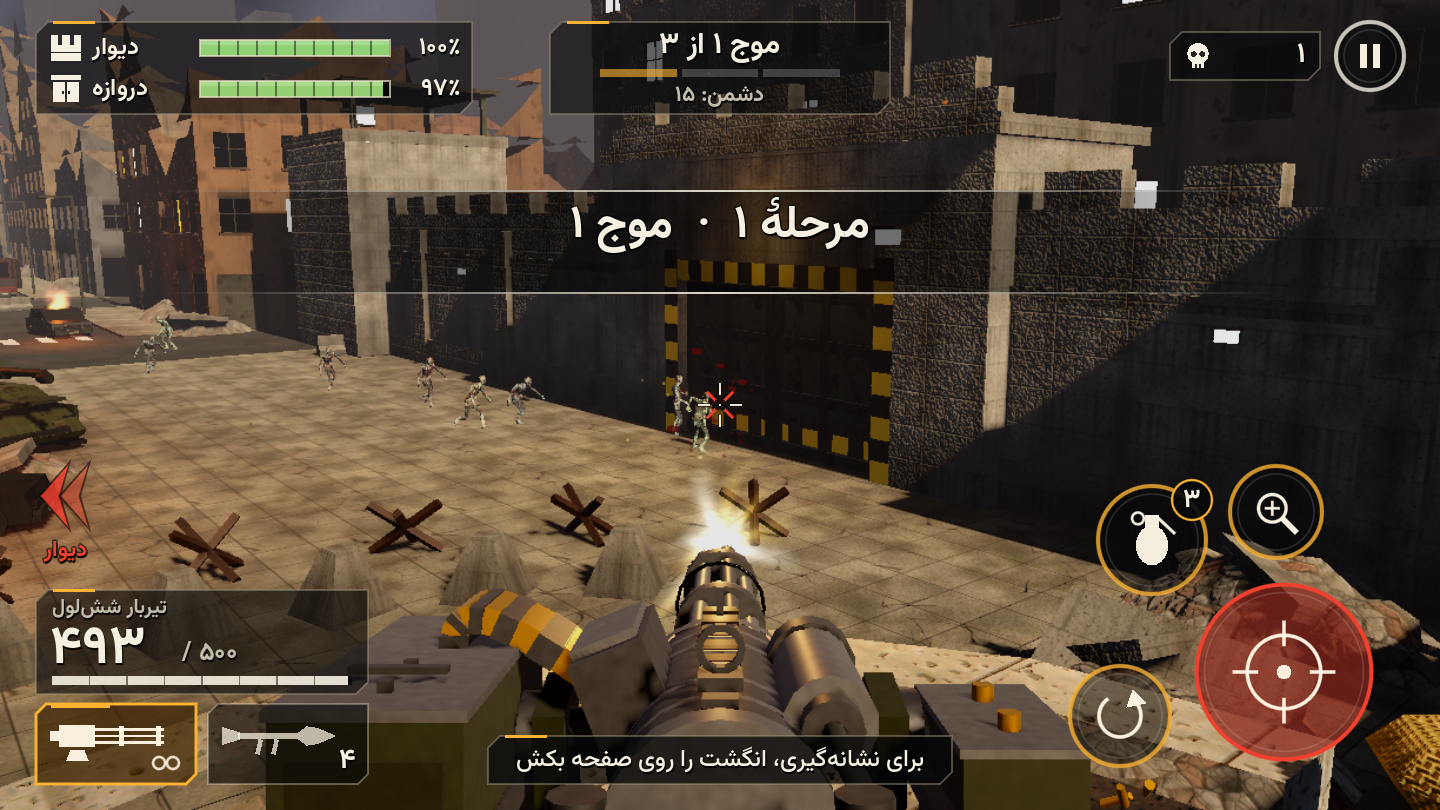 دیوار ۱۰۰٪
دروازه ۹۷٪
موج ۱ از ۳
دشمن: ۱۵
۱
مرحلهٔ ۱ · موج ۱
دیوار
۳
تیربار شش‌لول
۴۹۳ / ۵۰۰
∞
۴
برای نشانه‌گیری، انگشت را روی صفحه بکش